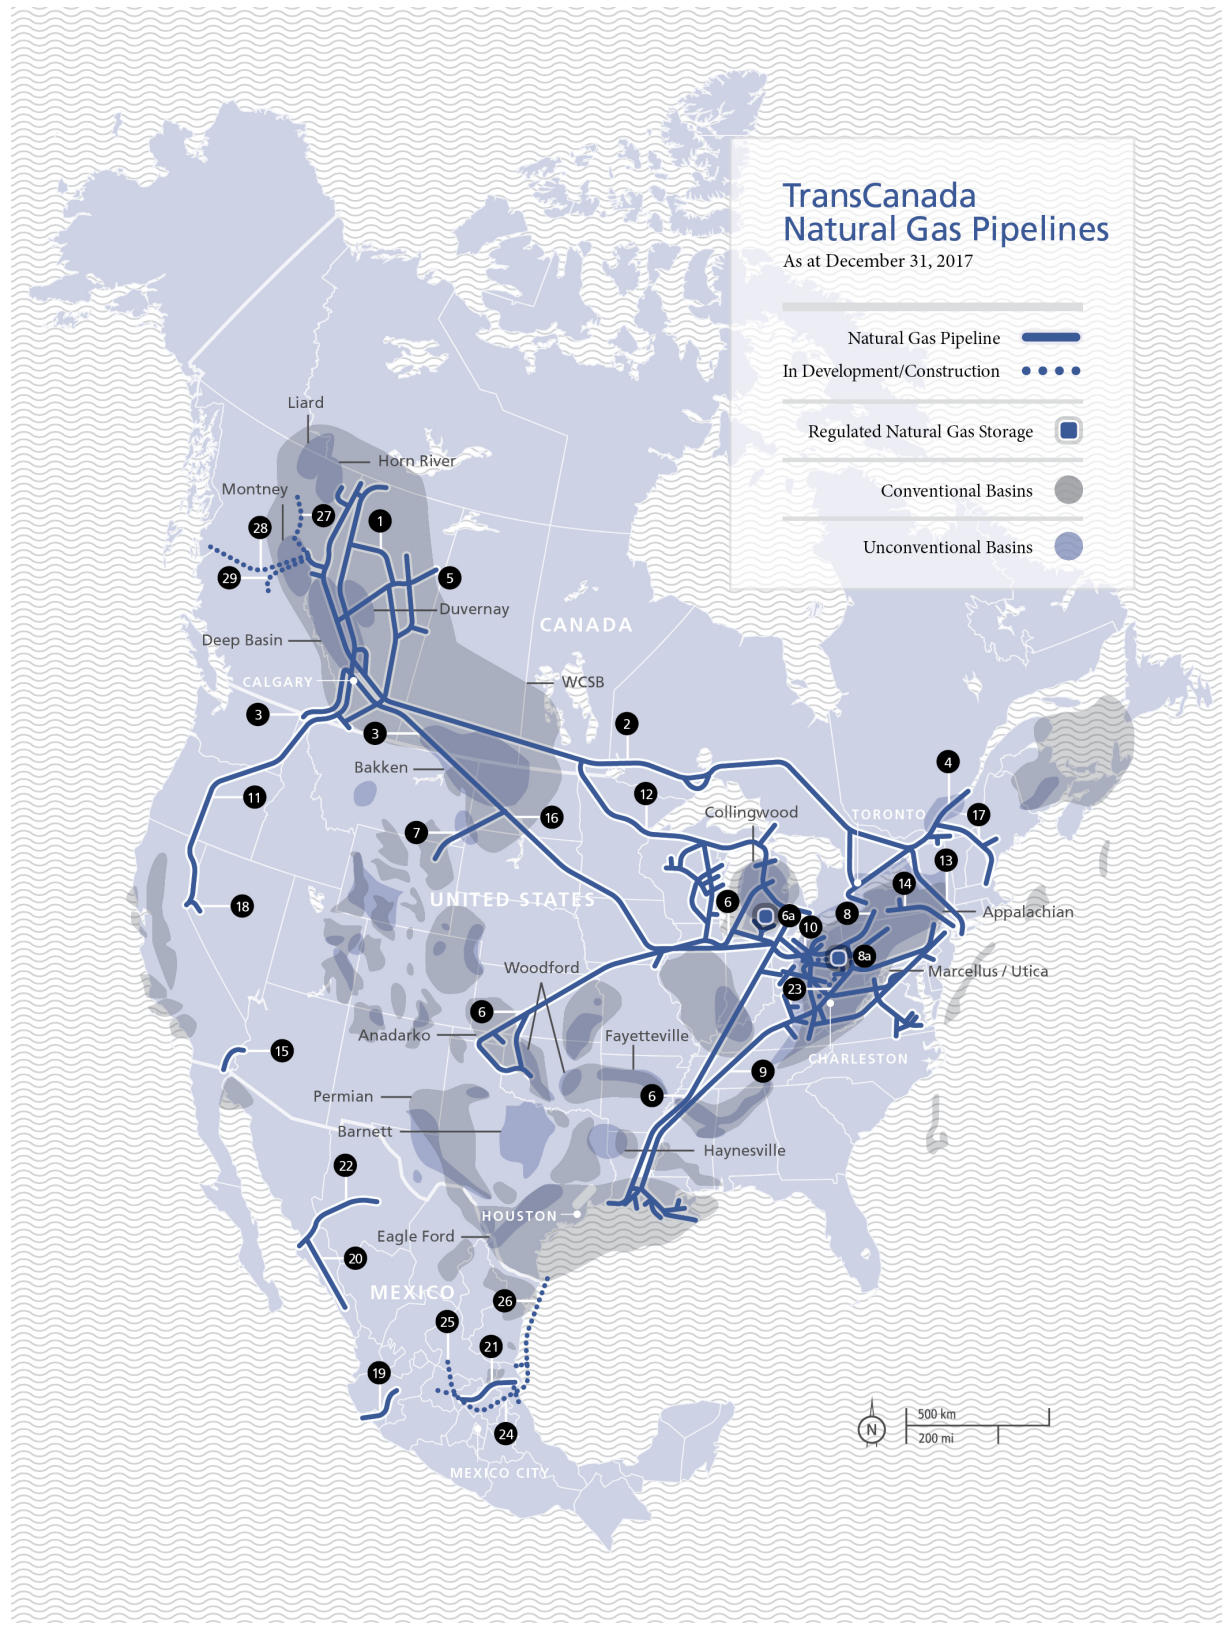 TransCanada
Natural Gas Pipelines
As at December 31, 2017
Natural Gas Pipeline
In Development/Construction
Regulated Natural Gas Storage
Conventional Basins
Unconventional Basins
Liard
Horn River
Montney
27
1
28
29
5
Duvernay
CANADA
Deep Basin
CALGARY
WCSB
3
2
3
4
Bakken
12
11
Collingwood
TORONTO
17
16
7
13
14
UNITED STATES
6
18
6a
8
Appalachian
10
8a
Woodford
Marcellus / Utica
23
6
Anadarko
Fayetteville
15
CHARLESTON
9
Permian
6
Barnett
Haynesville
22
HOUSTON
Eagle Ford
20
MEXICO
26
25
21
19
500 km
N
200 mi
24
MEXICO CITY